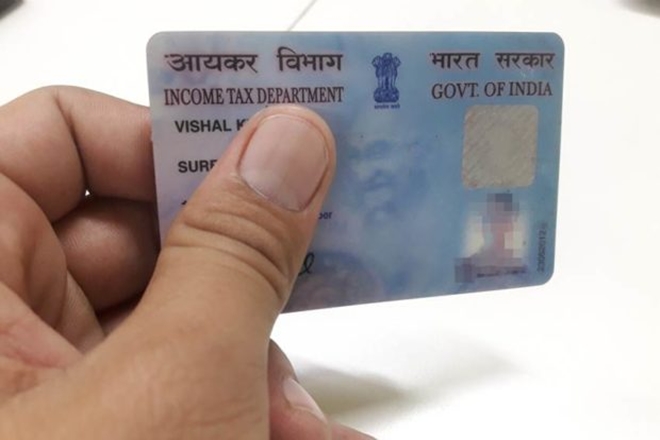 आयकर विभाग
भारत सरकार
INCOME TAX DEPARTMENT
GOVT. OF INDIA
VISHAL